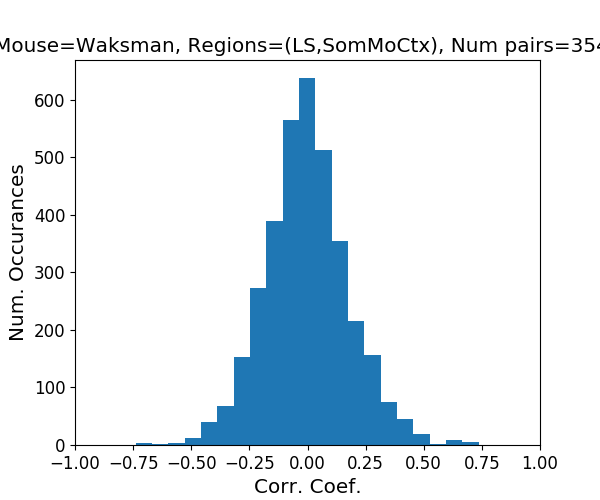 Mouse=Waksman, Regions=(LS,SomMoCtx), Num pairs=354
Num. Occurances
600
500
400
300
200
100
0
−1.00 −0.75 −0.50 −0.25 0.00 0.25 0.50 0.75 1.00
Corr. Coef.